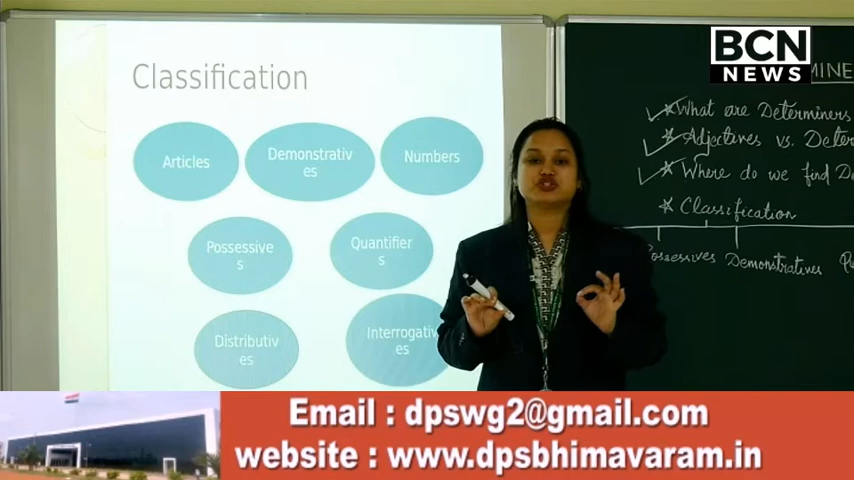 BCN
NEWS
Classification
Articles
Demonstrativ
es
Numbers
Possessive
s
Quantifier
s
Distributiv
es
Interrogativ
es
MINE
What are Determiners
Adjectives vs. Deter
Where do we find D
Classification
Possessives Demonstratives
Email : dpswg2@gmail.com
website : www.dpsbhimavaram.in